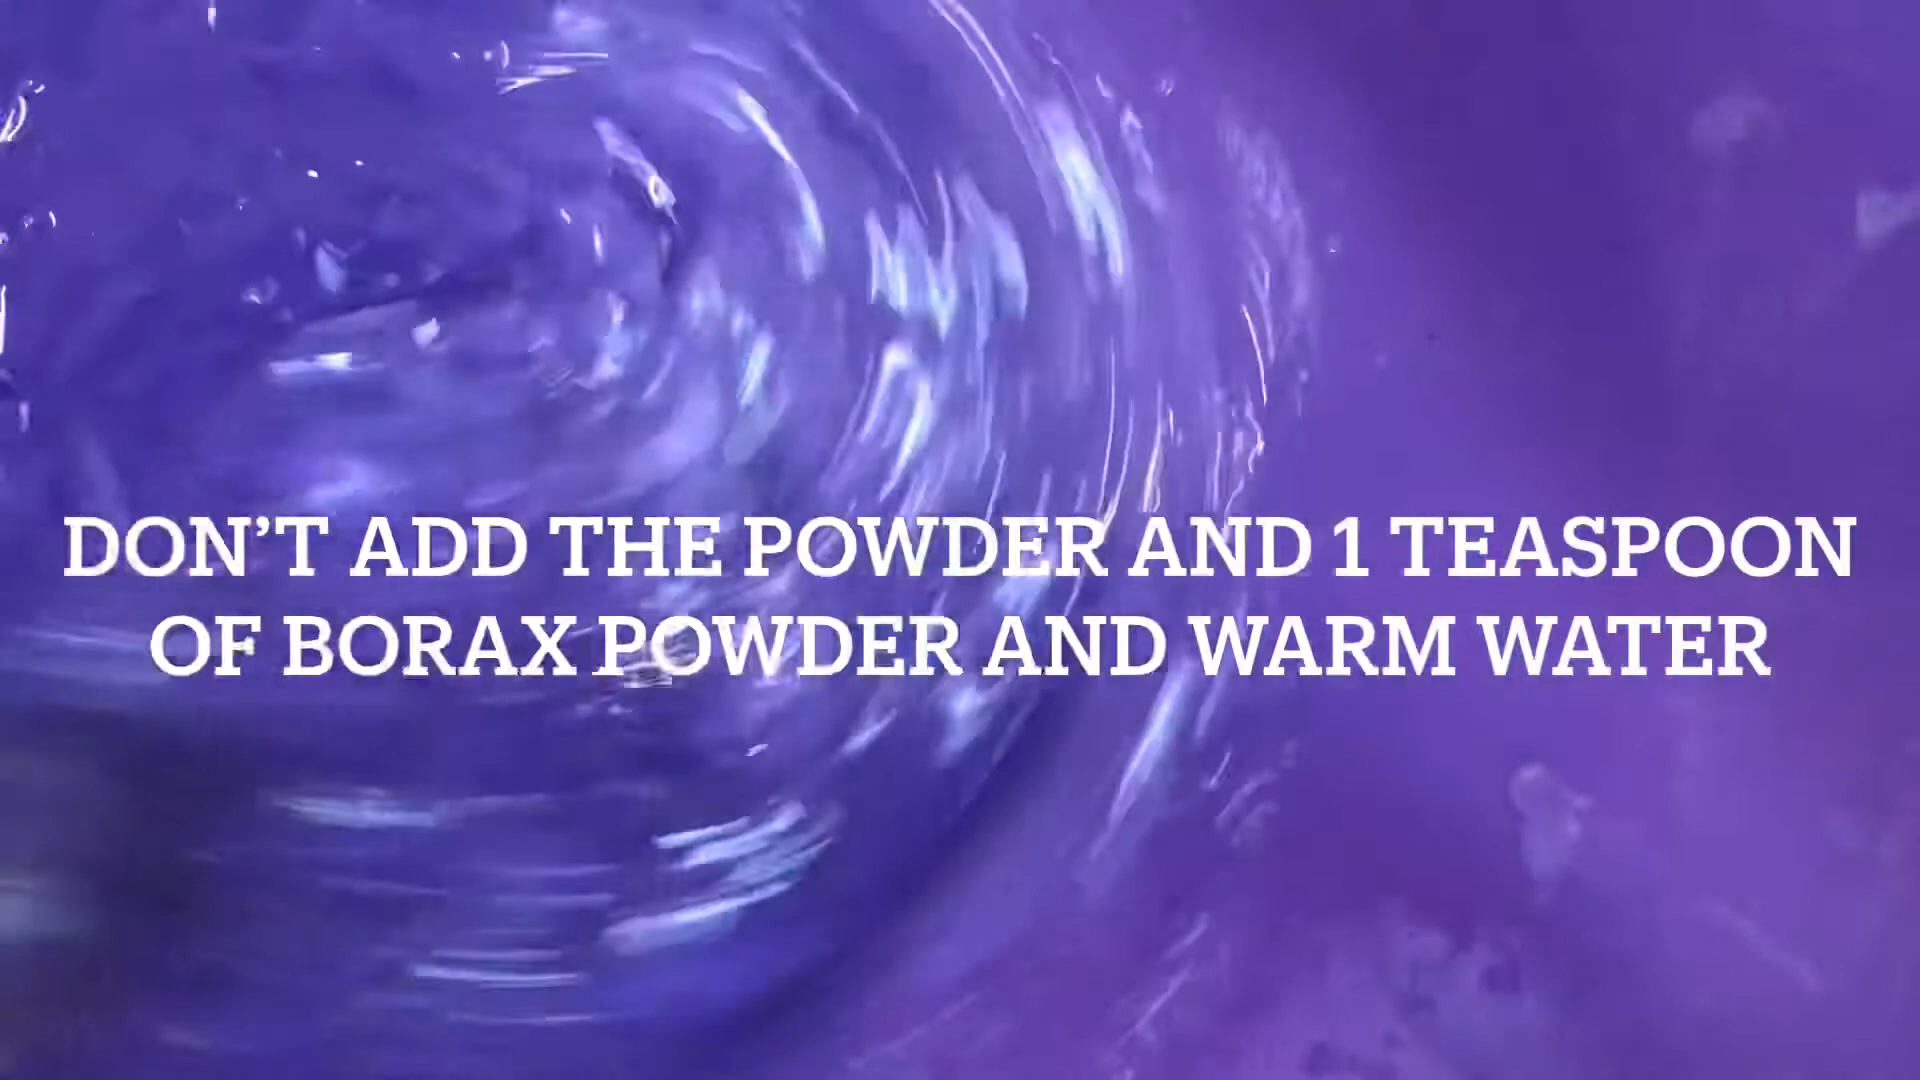 DON’T ADD THE POWDER AND 1 TEASPOON
OF BORAX POWDER AND WARM WATER